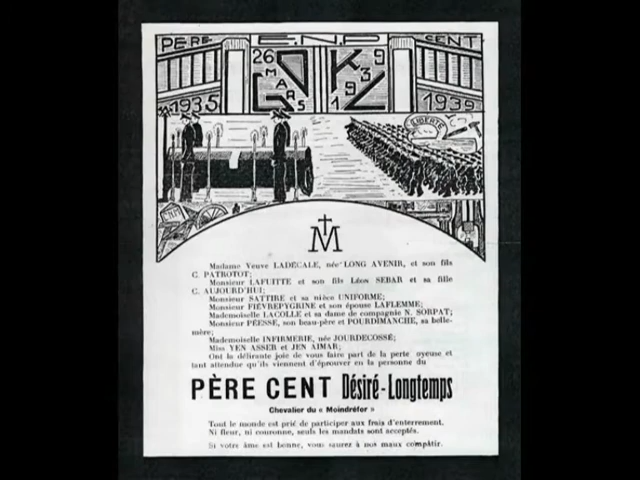 PÈRE E.N.P CENT
26 MARS 1939
1935 1939
LIBERTÉ
M
Madame Veuve LADÉCALE, née LONG AVENIR, et son fils
C. PATROTOT;
Monsieur LAFUITTE et son fils Léon SEBAR et sa fille
C. AUJOURD'HUI;
Monsieur SATTIRE et sa nièce UNIFORME;
Monsieur FIÉVREPYGRINE et son épouse LAFLEMME;
Mademoiselle LACOLLE et sa dame de compagnie N. SORPAT;
Monsieur PÉESSE, son beau-père et POURDIMANCHE, sa belle-
mère;
Mademoiselle INFIRMERIE, née JOURDECOSSE;
Miss YEN ASSER et JEN AIMAR;
Ont la délirante joie de vous faire part de la perte oyeuse et
tant attendue qu'ils viennent d'éprouver en la personne du
PÈRE CENT Désiré-Longtemps
Chevalier du « Moindréfor »
Tout le monde est prié de participer aux frais d'enterrement.
Ni fleur, ni couronne, seuls les mandats sont acceptés.
Si votre âme est bonne, vous saurez à nos maux compâtir.